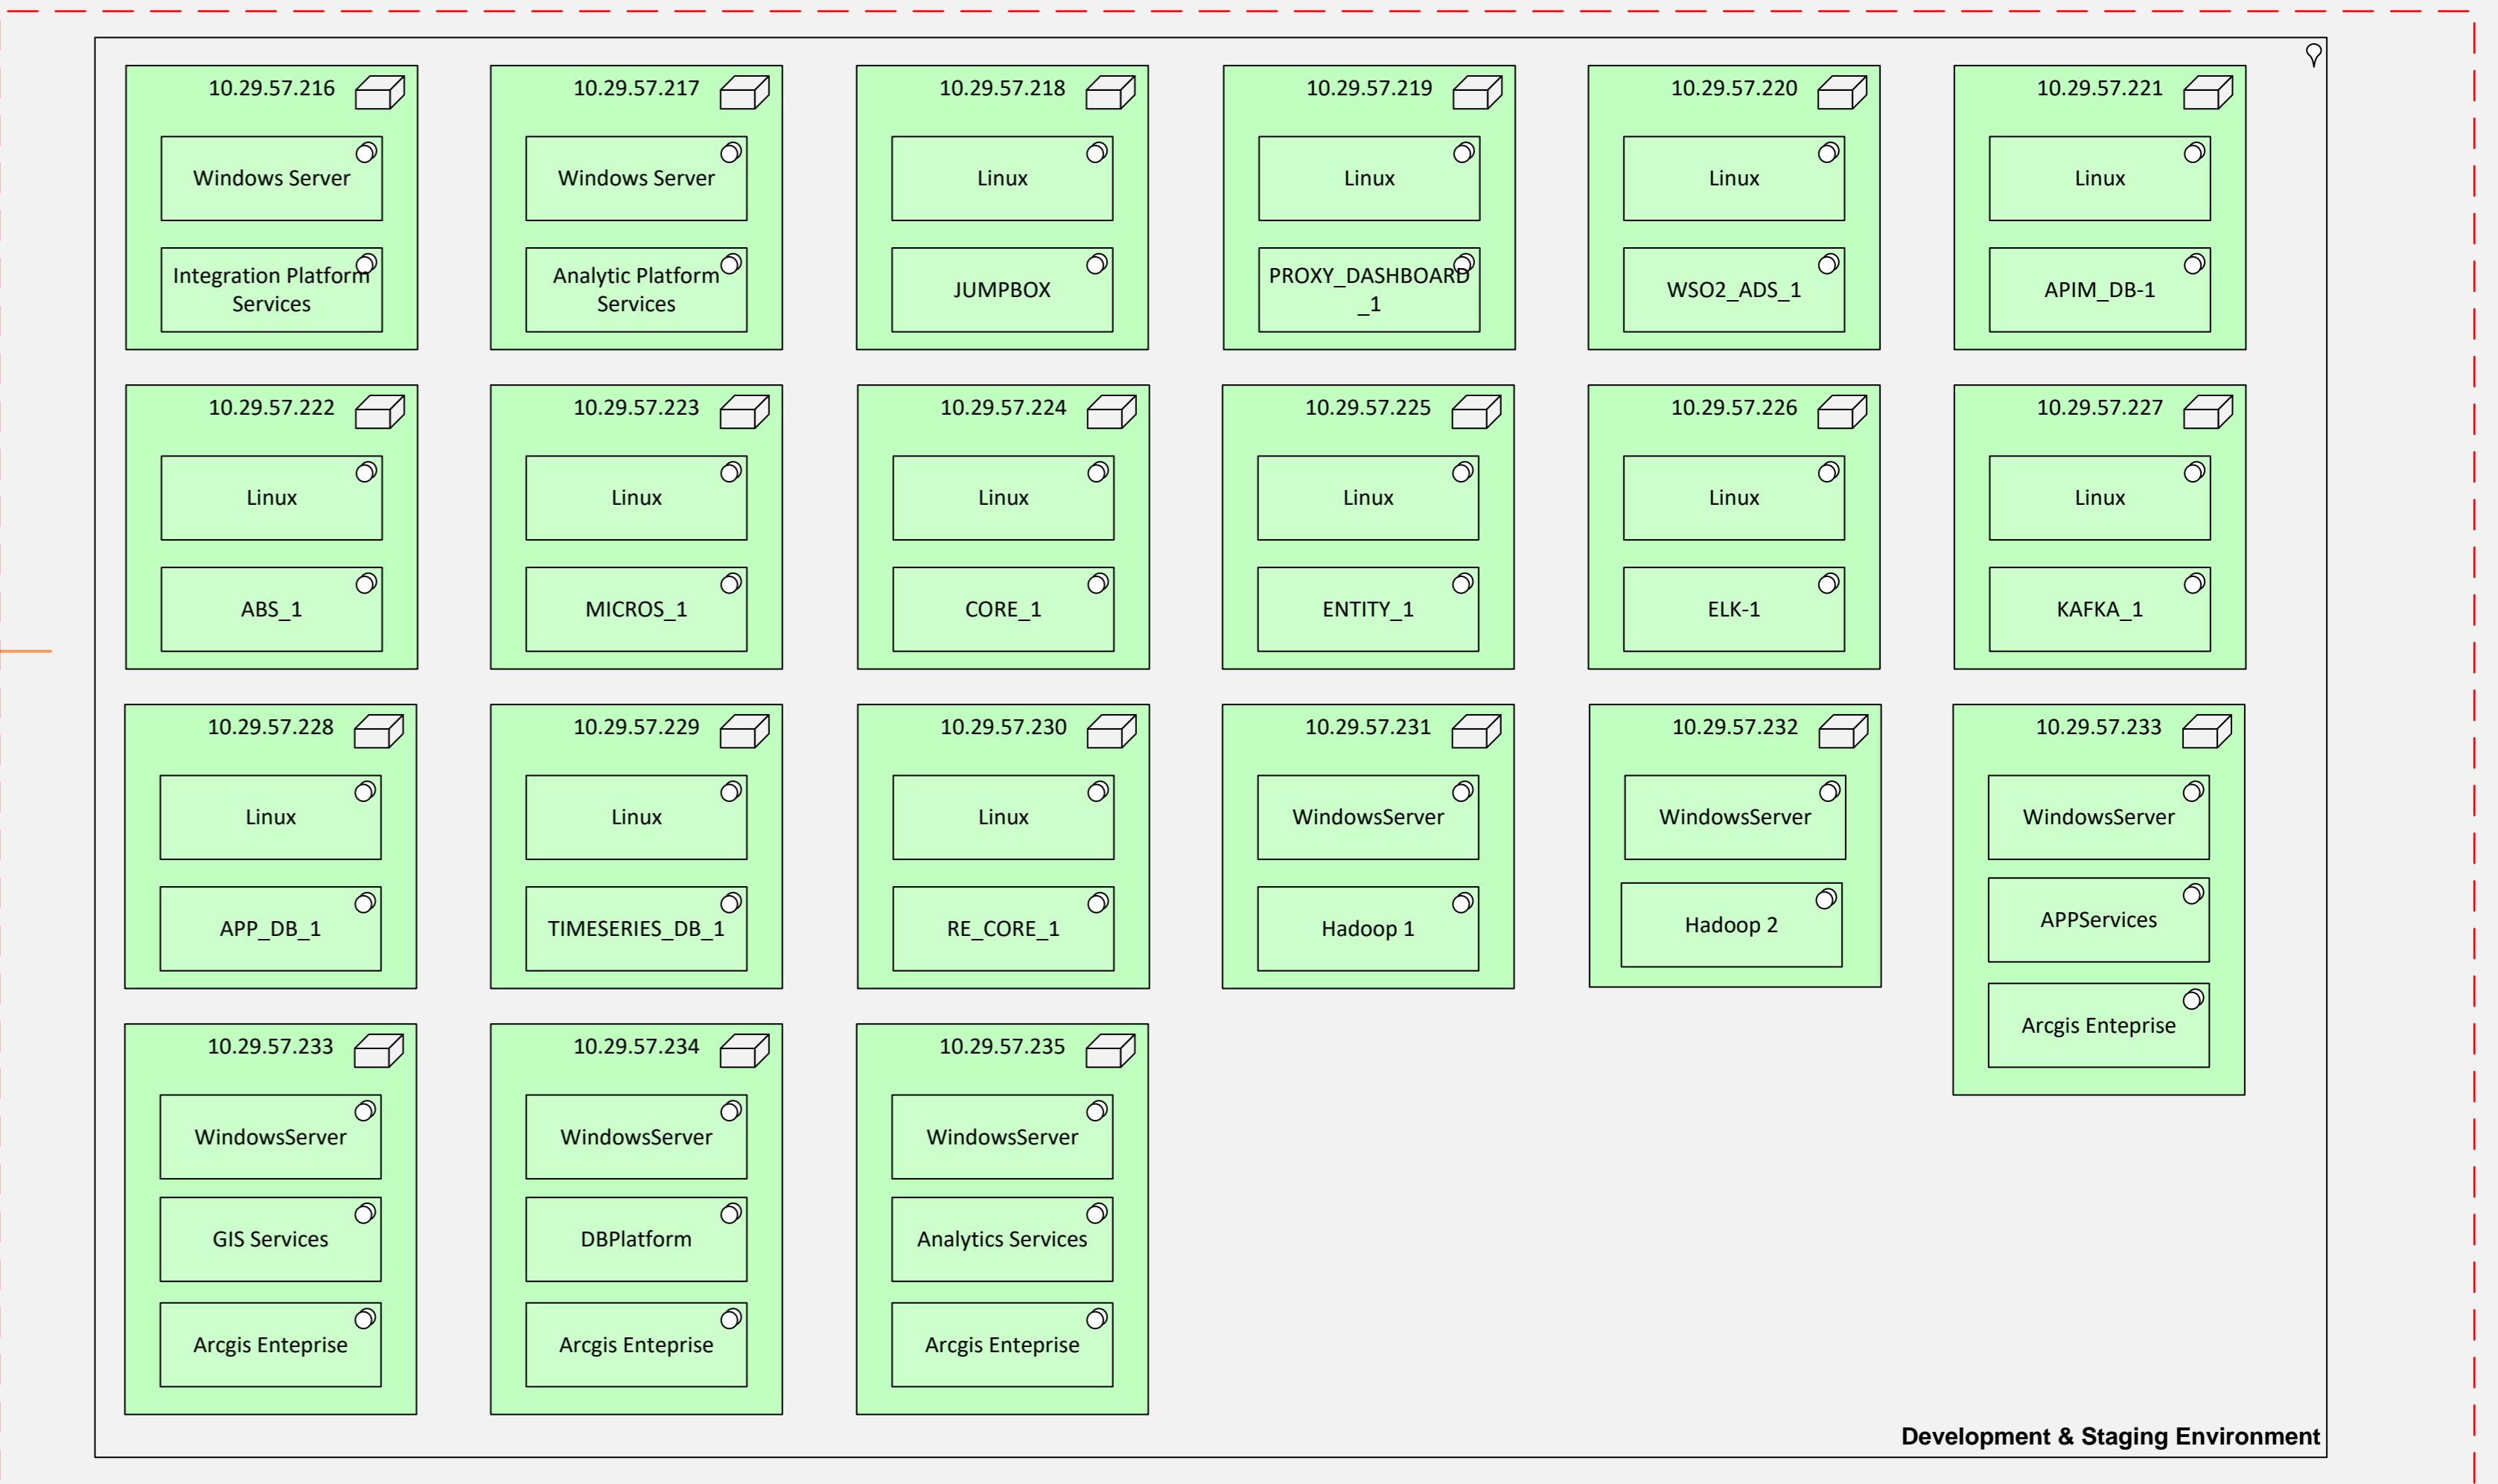 10.29.57.216
Windows Server
Integration Platform
Services
10.29.57.217
Windows Server
Analytic Platform
Services
10.29.57.218
Linux
JUMPBOX
10.29.57.219
Linux
PROXY_DASHBOARD
_1
10.29.57.220
Linux
WSO2_ADS_1
10.29.57.221
Linux
APIM_DB-1
10.29.57.222
Linux
ABS_1
10.29.57.223
Linux
MICROS_1
10.29.57.224
Linux
CORE_1
10.29.57.225
Linux
ENTITY_1
10.29.57.226
Linux
ELK-1
10.29.57.227
Linux
KAFKA_1
10.29.57.228
Linux
APP_DB_1
10.29.57.229
Linux
TIMESERIES_DB_1
10.29.57.230
Linux
RE_CORE_1
10.29.57.231
WindowsServer
Hadoop 1
10.29.57.232
WindowsServer
Hadoop 2
10.29.57.233
WindowsServer
APPServices
Arcgis Enteprise
10.29.57.233
WindowsServer
GIS Services
Arcgis Enteprise
10.29.57.234
WindowsServer
DBPlatform
Arcgis Enteprise
10.29.57.235
WindowsServer
Analytics Services
Arcgis Enteprise
Development & Staging Environment